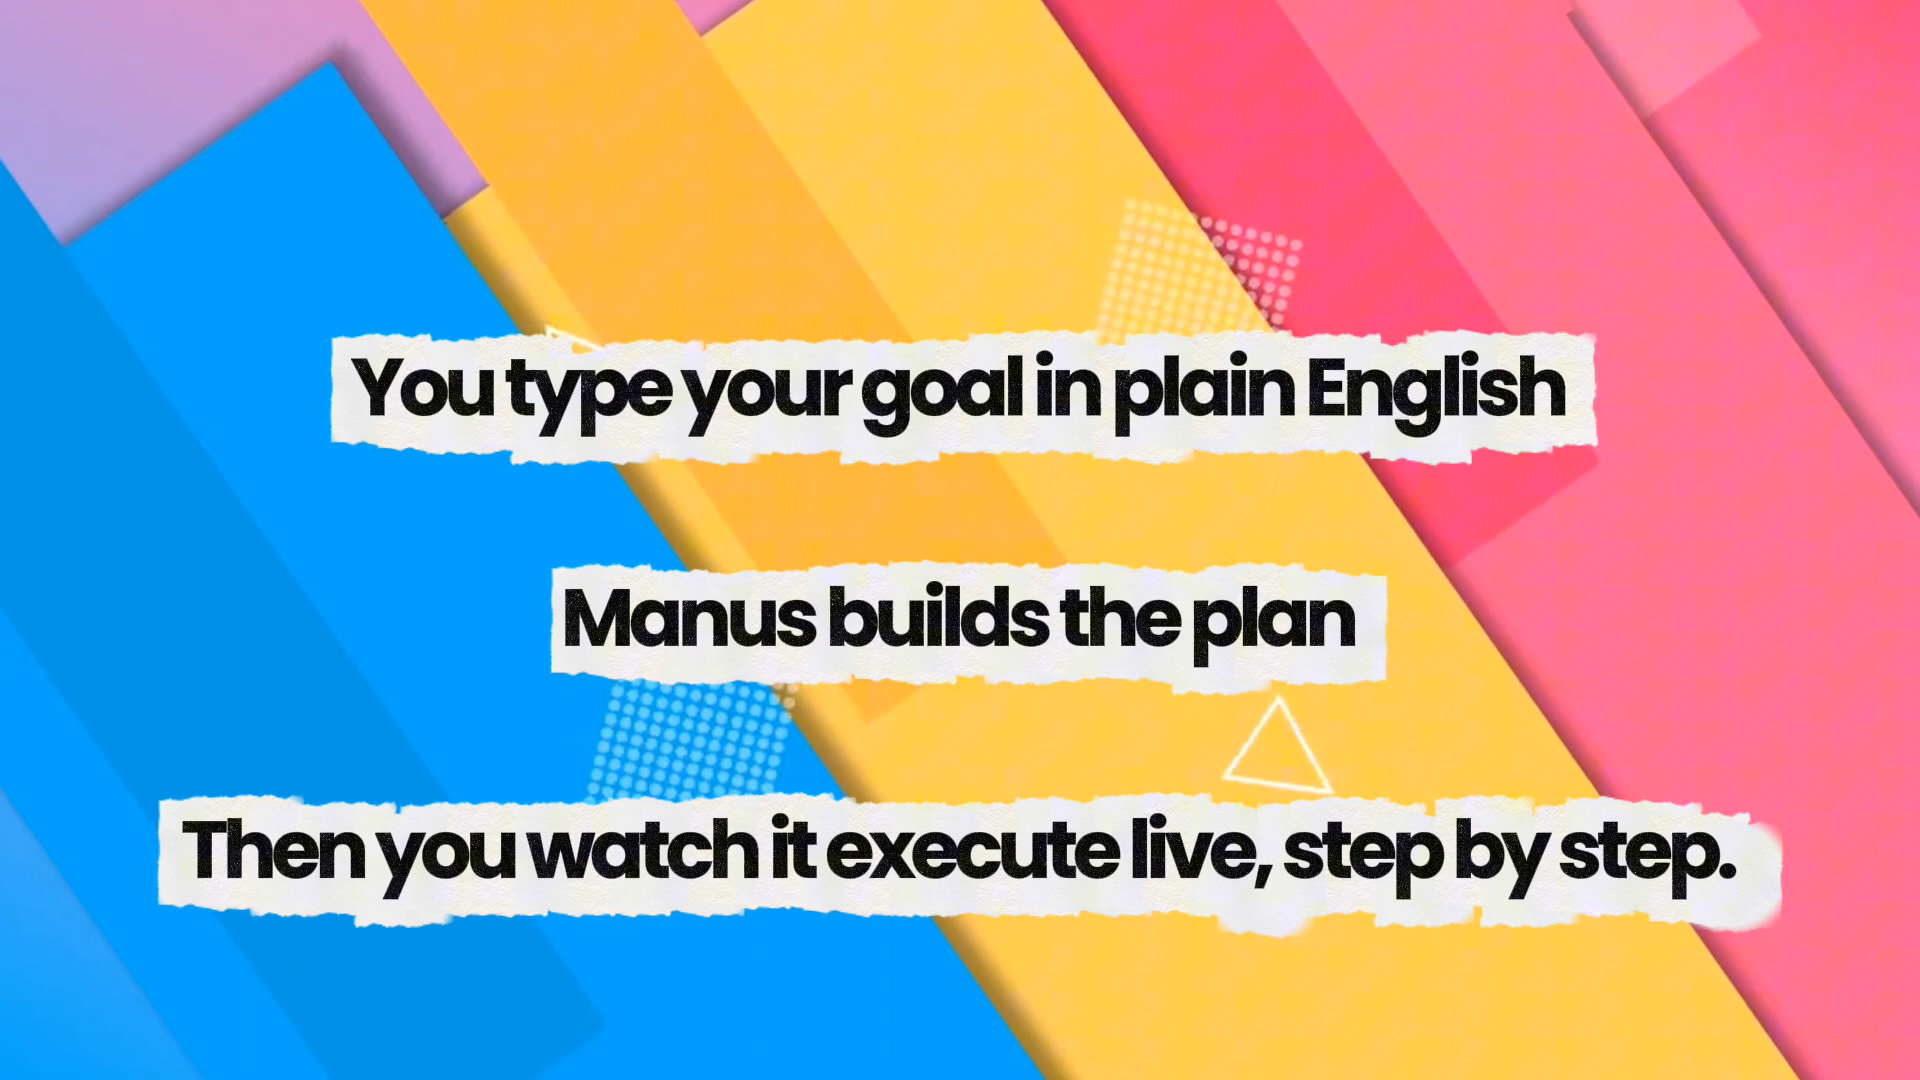 You type your goal in plain English
Manus builds the plan
Then you watch it execute live, step by step.